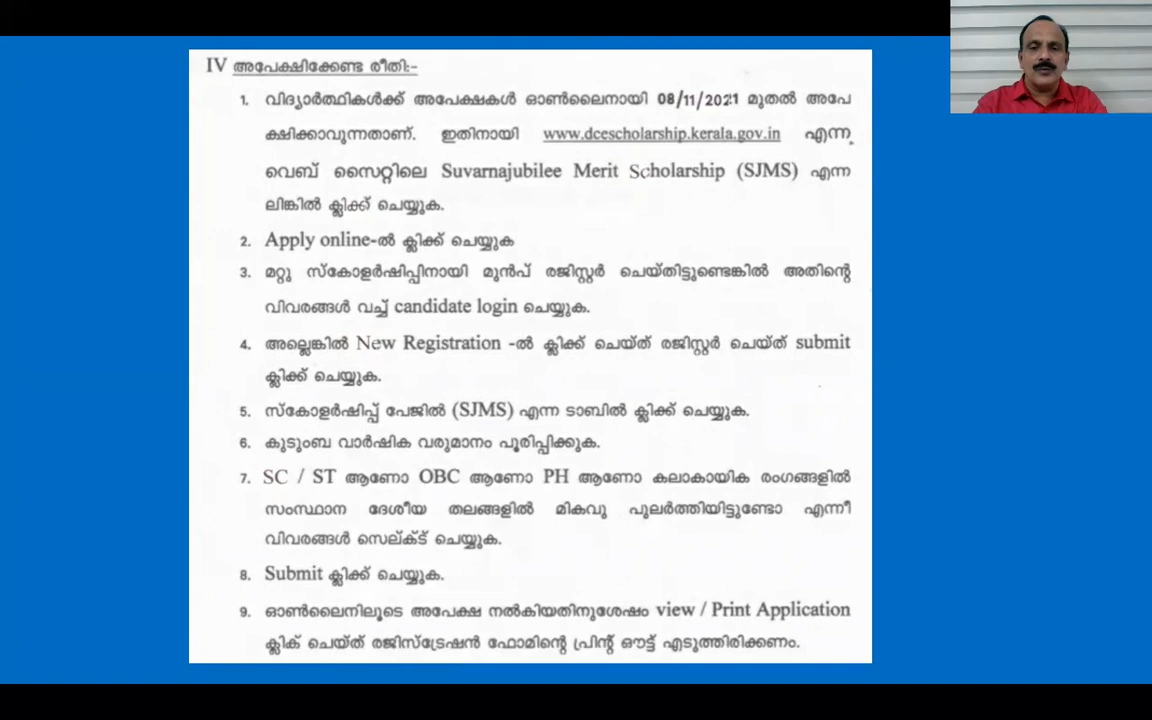 IV അപേക്ഷിക്കേണ്ട രീതി:-
1. വിദ്യാർത്ഥികൾക്ക് അപേക്ഷകൾ ഓൺലൈനായി 08/11/2021 മുതൽ അപേ
ക്ഷിക്കാവുന്നതാണ്. ഇതിനായി www.dcescholarship.kerala.gov.in എന്ന
വെബ് സൈറ്റിലെ Suvarnajubilee Merit Scholarship (SJMS) എന്ന
ലിങ്കിൽ ക്ലിക്ക് ചെയ്യുക.
2. Apply online-ൽ ക്ലിക്ക് ചെയ്യുക
3. മറ്റു സ്കോളർഷിപ്പിനായി മുൻപ് രജിസ്റ്റർ ചെയ്തിട്ടുണ്ടെങ്കിൽ അതിന്റെ
വിവരങ്ങൾ വച്ച് candidate login ചെയ്യുക.
4. അല്ലെങ്കിൽ New Registration -ൽ ക്ലിക്ക് ചെയ്ത് രജിസ്റ്റർ ചെയ്ത് submit
ക്ലിക്ക് ചെയ്യുക.
5. സ്കോളർഷിപ്പ് പേജിൽ (SJMS) എന്ന ടാബിൽ ക്ലിക്ക് ചെയ്യുക.
6. കുടുംബ വാർഷിക വരുമാനം പൂരിപ്പിക്കുക.
7. SC / ST ആണോ OBC ആണോ PH ആണോ കലാകായിക രംഗങ്ങളിൽ
സംസ്ഥാന ദേശീയ തലങ്ങളിൽ മികവു പുലർത്തിയിട്ടുണ്ടോ എന്നീ
വിവരങ്ങൾ സെല്ക്ട് ചെയ്യുക.
8. Submit ക്ലിക്ക് ചെയ്യുക.
9. ഓൺലൈനിലൂടെ അപേക്ഷ നൽകിയതിനുശേഷം view / Print Application
ക്ലിക് ചെയ്ത് രജിസ്ട്രേഷൻ ഫോമിന്റെ പ്രിന്റ് ഔട്ട് എടുത്തിരിക്കണം.